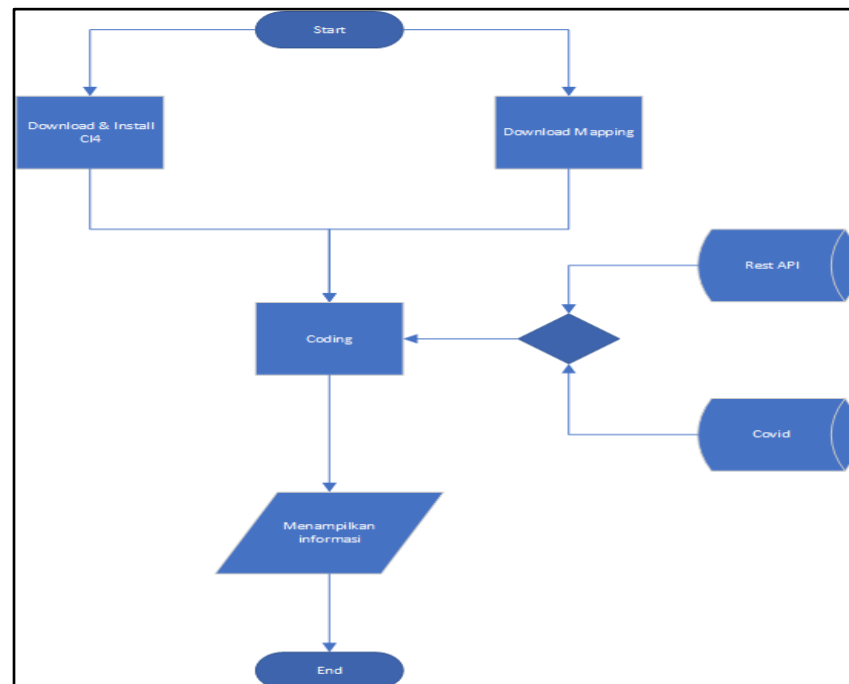 Start
Download & Install
CI4
Download Mapping
Rest API
Coding
Covid
Menampilkan
informasi
End